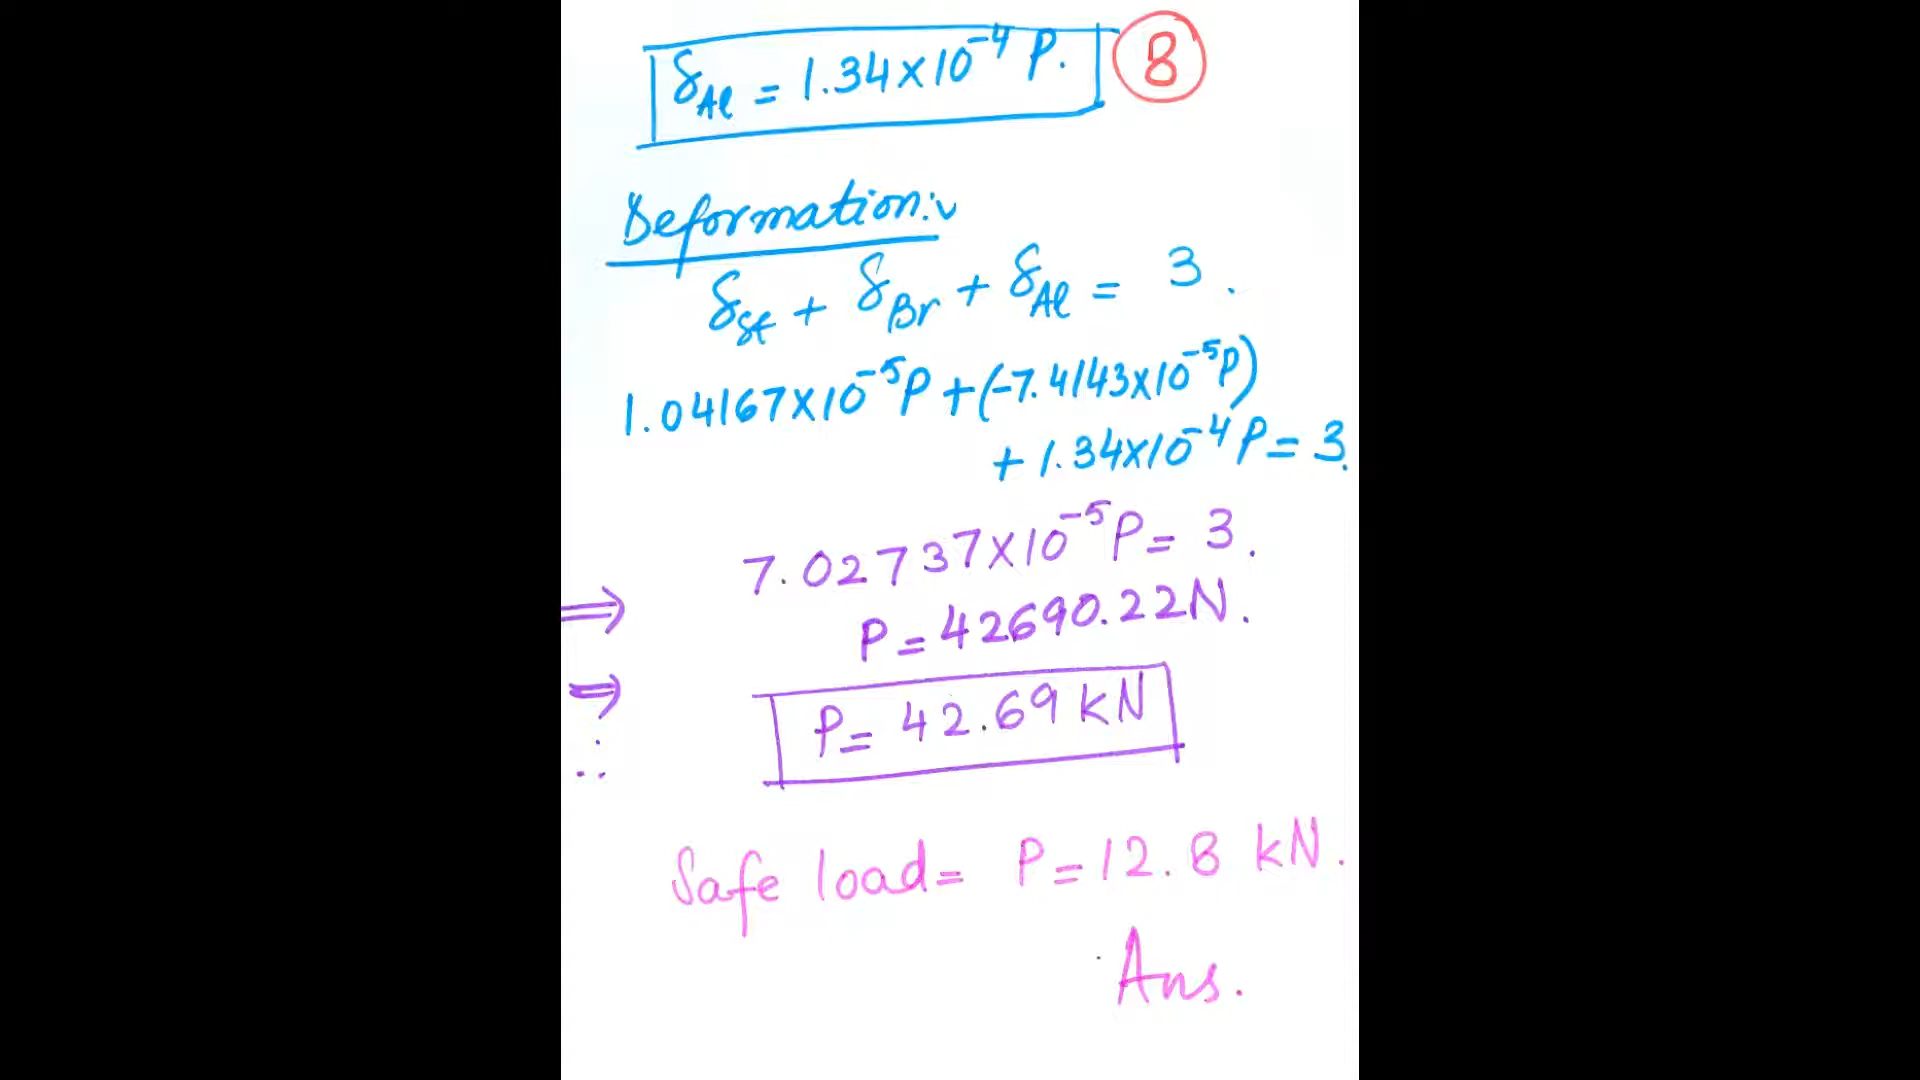 δAl = 1.34×10⁻⁴ P. 8
Deformation:~
δst + δBr + δAl = 3.
1.04167×10⁻⁵P + (-7.4143×10⁻⁵P)
+ 1.34×10⁻⁴P = 3.
7.02737×10⁻⁵P = 3.
⇒ P = 42690.22N.
⇒ P = 42.69 kN
∴
Safe load = P = 12.8 kN.
Ans.